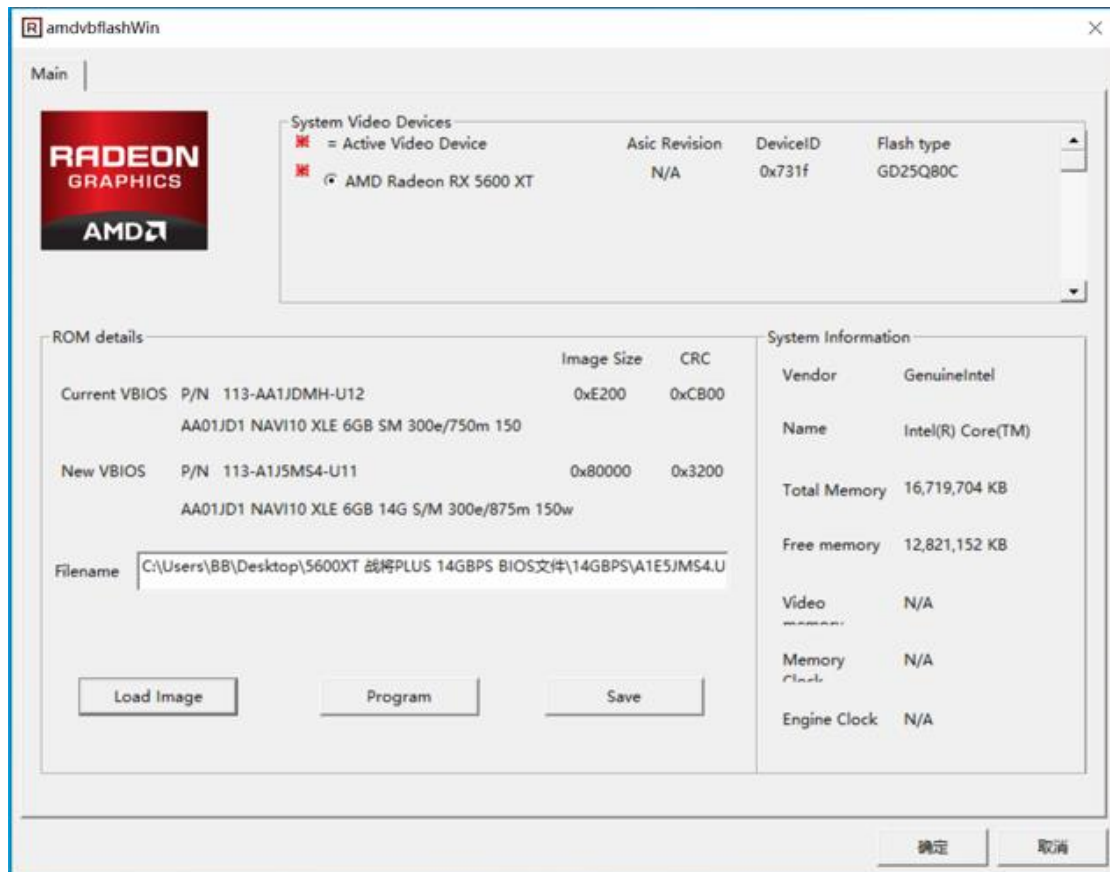 amdvbflashWin
Main
RADEON
GRAPHICS
AMD
System Video Devices
= Active Video Device Asic Revision DeviceID Flash type
AMD Radeon RX 5600 XT N/A 0x731f GD25Q80C
ROM details
Image Size CRC
Current VBIOS P/N 113-AA1JDMH-U12 0xE200 0xCB00
AA01JD1 NAVI10 XLE 6GB SM 300e/750m 150
New VBIOS P/N 113-A1J5MS4-U11 0x80000 0x3200
AA01JD1 NAVI10 XLE 6GB 14G S/M 300e/875m 150w
Filename C:\Users\BB\Desktop\5600XT 战将PLUS 14GBPS BIOS文件\14GBPS\A1E5JMS4.U
Load Image Program Save
System Information
Vendor GenuineIntel
Name Intel(R) Core(TM)
Total Memory 16,719,704 KB
Free memory 12,821,152 KB
Video N/A
Memory N/A
Engine Clock N/A
确定 取消